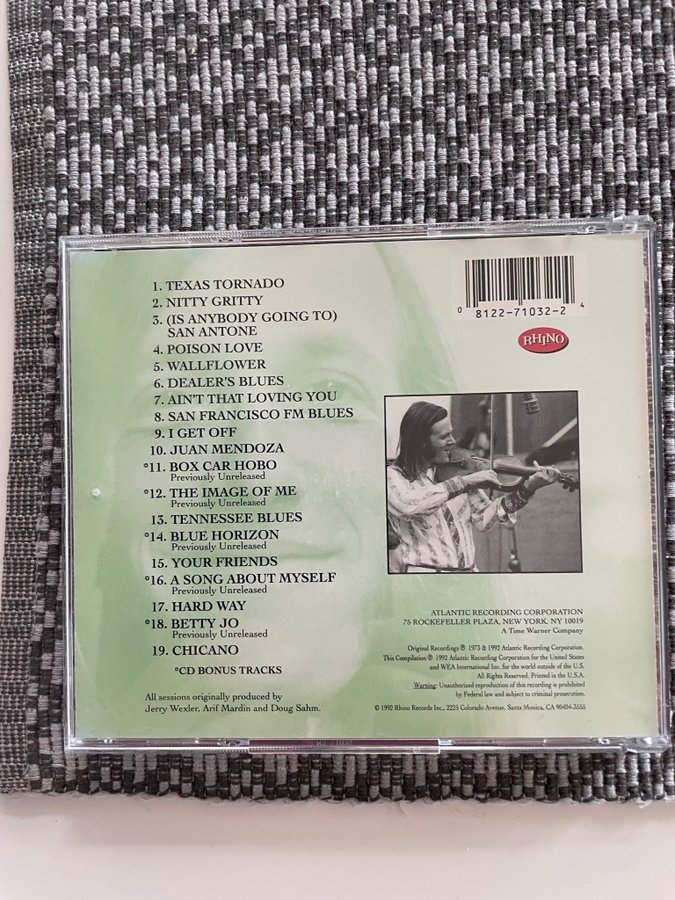 1. TEXAS TORNADO
2. NITTY GRITTY
3. (IS ANYBODY GOING TO)
SAN ANTONE
4. POISON LOVE
5. WALLFLOWER
6. DEALER'S BLUES
7. AIN'T THAT LOVING YOU
8. SAN FRANCISCO FM BLUES
9. I GET OFF
10. JUAN MENDOZA
*11. BOX CAR HOBO
Previously Unreleased
*12. THE IMAGE OF ME
Previously Unreleased
13. TENNESSEE BLUES
*14. BLUE HORIZON
Previously Unreleased
15. YOUR FRIENDS
*16. A SONG ABOUT MYSELF
Previously Unreleased
17. HARD WAY
*18. BETTY JO
Previously Unreleased
19. CHICANO
*CD BONUS TRACKS
All sessions originally produced by
Jerry Wexler, Arif Mardin and Doug Sahm.
0 8122-71032-2 4
RHINO
ATLANTIC RECORDING CORPORATION
75 ROCKEFELLER PLAZA, NEW YORK, NY 10019
A Time Warner Company
Original Recordings ℗ 1973 & 1992 Atlantic Recording Corporation.
This Compilation ℗ 1992 Atlantic Recording Corporation for the United States
and WEA International Inc. for the world outside of the U.S.
All Rights Reserved. Printed in the U.S.A.
Warning: Unauthorized reproduction of this recording is prohibited
by Federal law and subject to criminal prosecution.
© 1992 Rhino Records Inc., 2225 Colorado Avenue, Santa Monica, CA 90404-3555